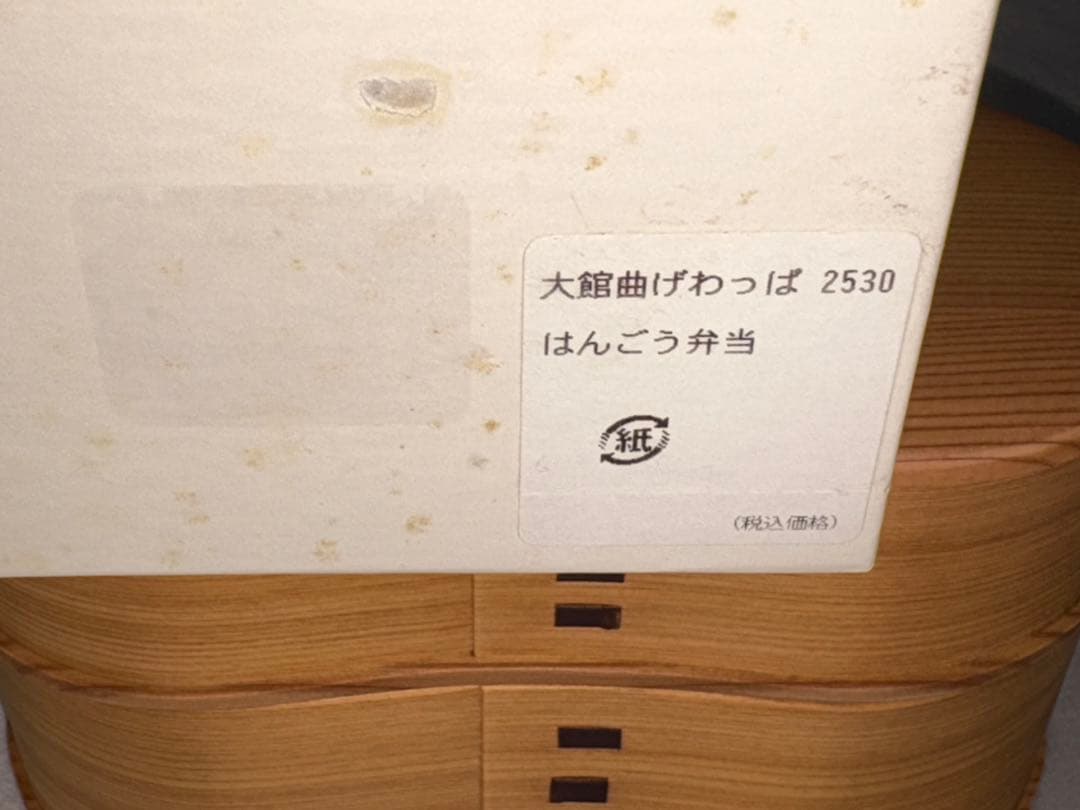 大館曲げわっぱ 2530
はんごう弁当
紙
(税込価格)